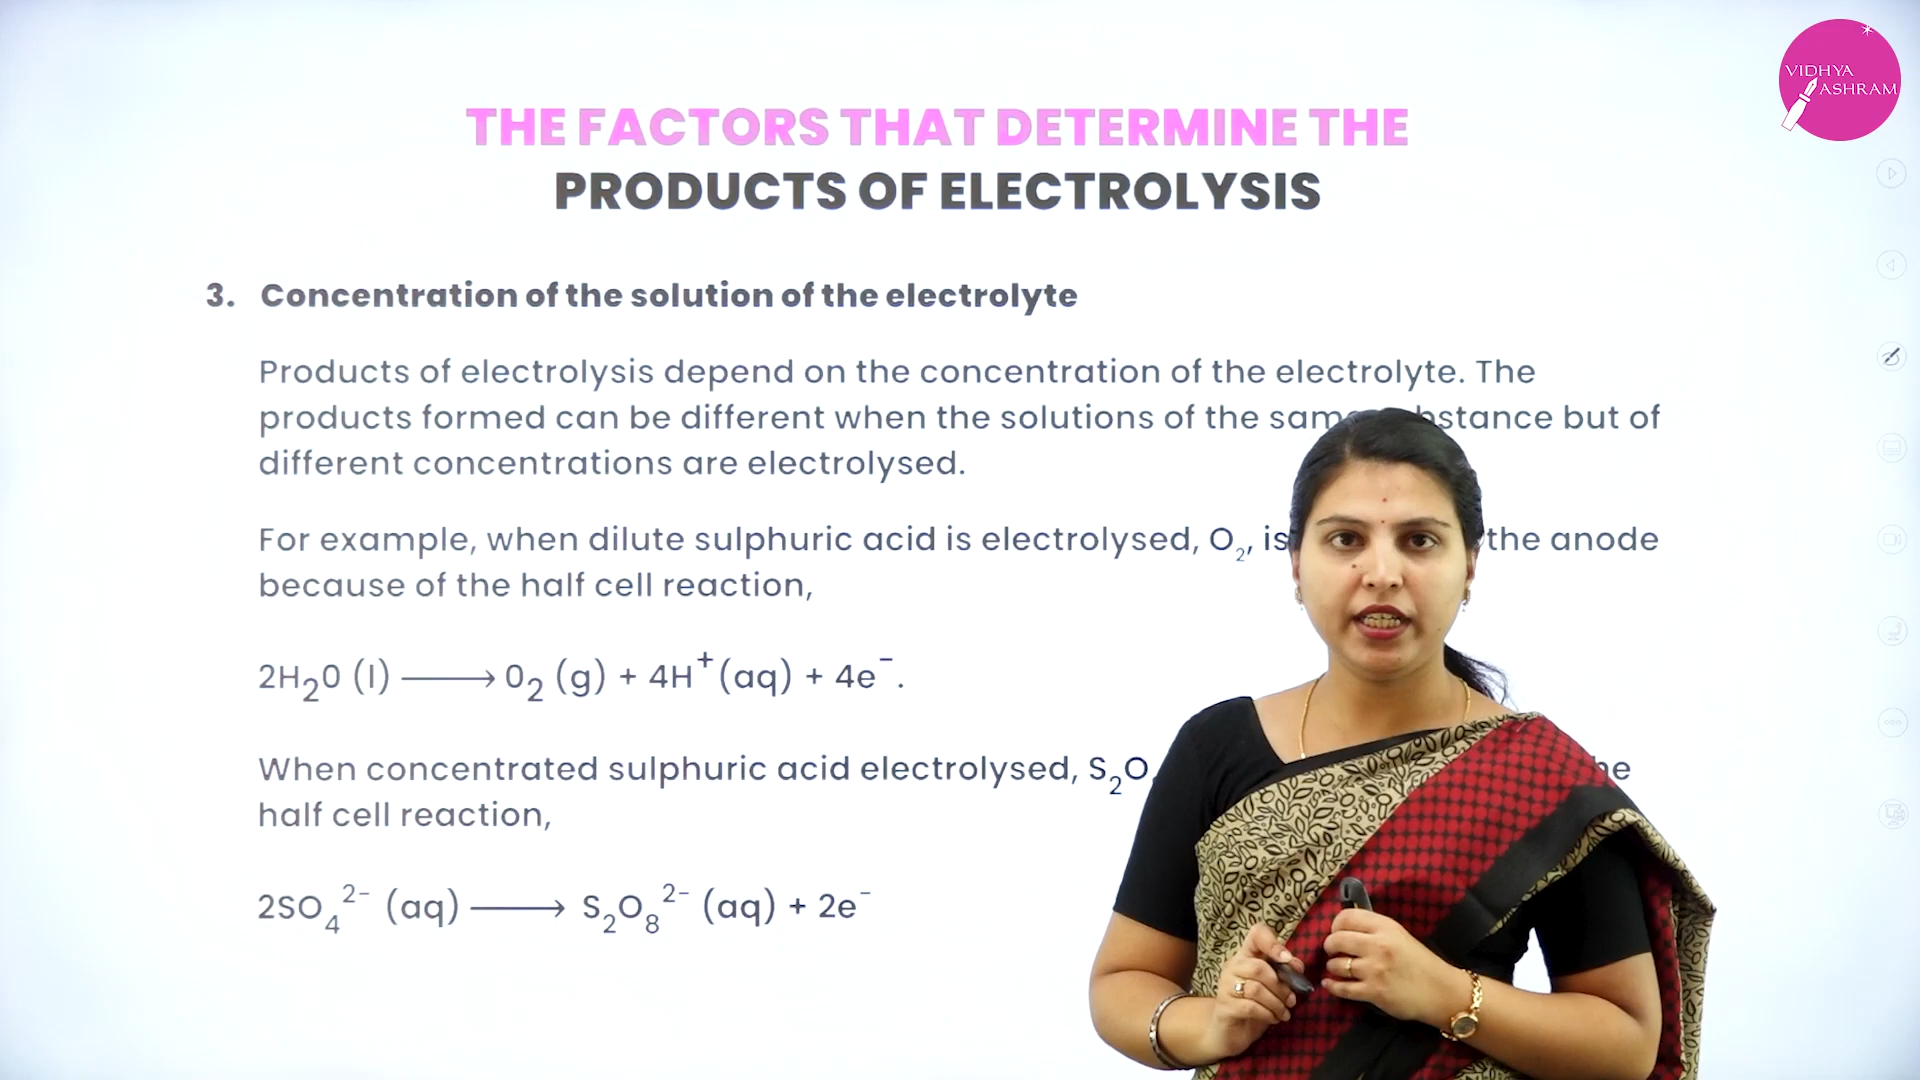 VIDHYA
ASHRAM
THE FACTORS THAT DETERMINE THE
PRODUCTS OF ELECTROLYSIS
3. Concentration of the solution of the electrolyte
Products of electrolysis depend on the concentration of the electrolyte. The
products formed can be different when the solutions of the same substance but of
different concentrations are electrolysed.
For example, when dilute sulphuric acid is electrolysed, O₂, is the anode
because of the half cell reaction,
2H₂0 (l) ⟶ 0₂ (g) + 4H⁺ (aq) + 4e⁻.
When concentrated sulphuric acid electrolysed, S₂O
half cell reaction,
2SO₄²⁻ (aq) ⟶ S₂O₈²⁻ (aq) + 2e⁻